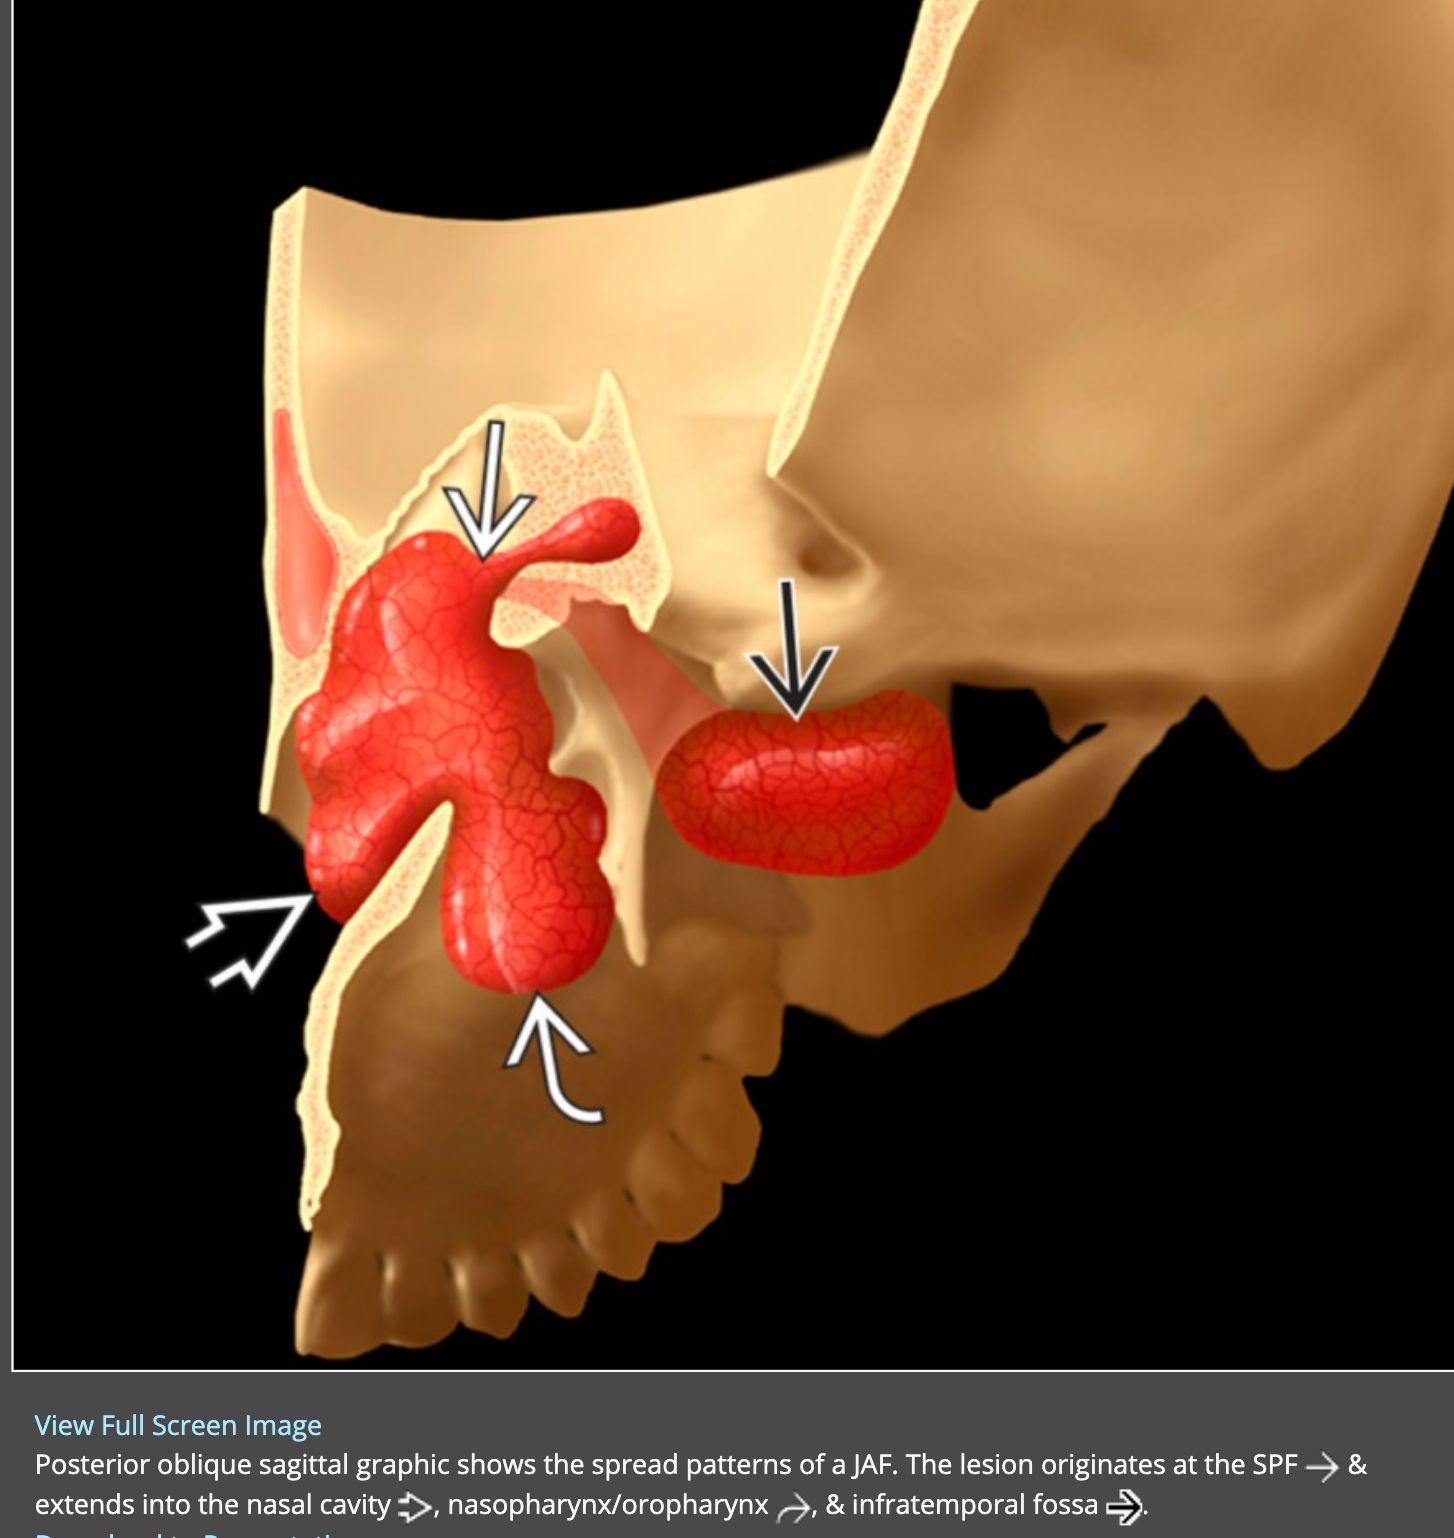 View Full Screen Image
Posterior oblique sagittal graphic shows the spread patterns of a JAF. The lesion originates at the SPF &
extends into the nasal cavity , nasopharynx/oropharynx , & infratemporal fossa .